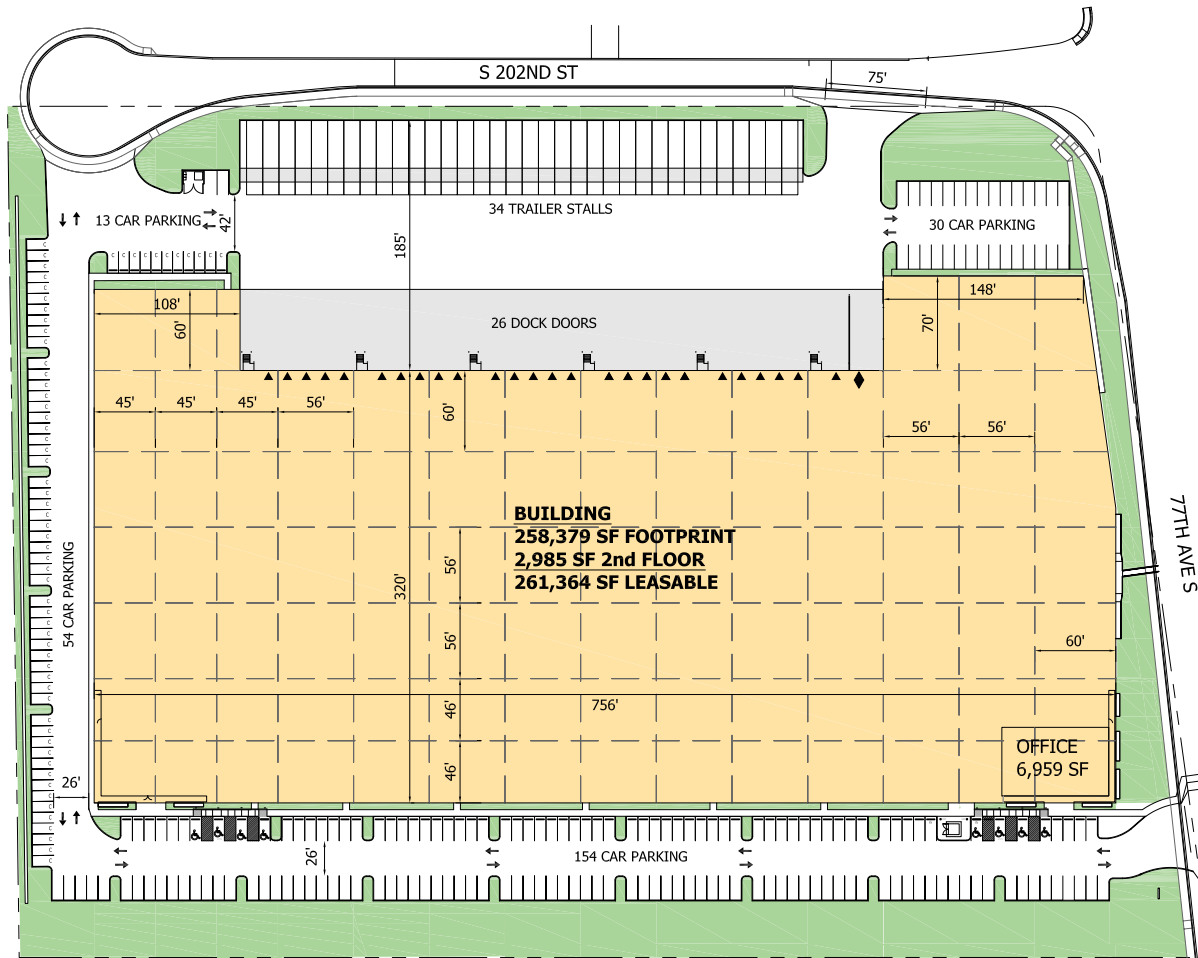 S 202ND ST
75'
34 TRAILER STALLS
13 CAR PARKING
42'
185'
30 CAR PARKING
108'
60'
26 DOCK DOORS
148'
70'
45'
45'
45'
56'
60'
56'
56'
BUILDING
258,379 SF FOOTPRINT
2,985 SF 2nd FLOOR
261,364 SF LEASABLE
77TH AVE S
54 CAR PARKING
320'
56'
56'
60'
46'
756'
46'
OFFICE
6,959 SF
26'
26'
154 CAR PARKING